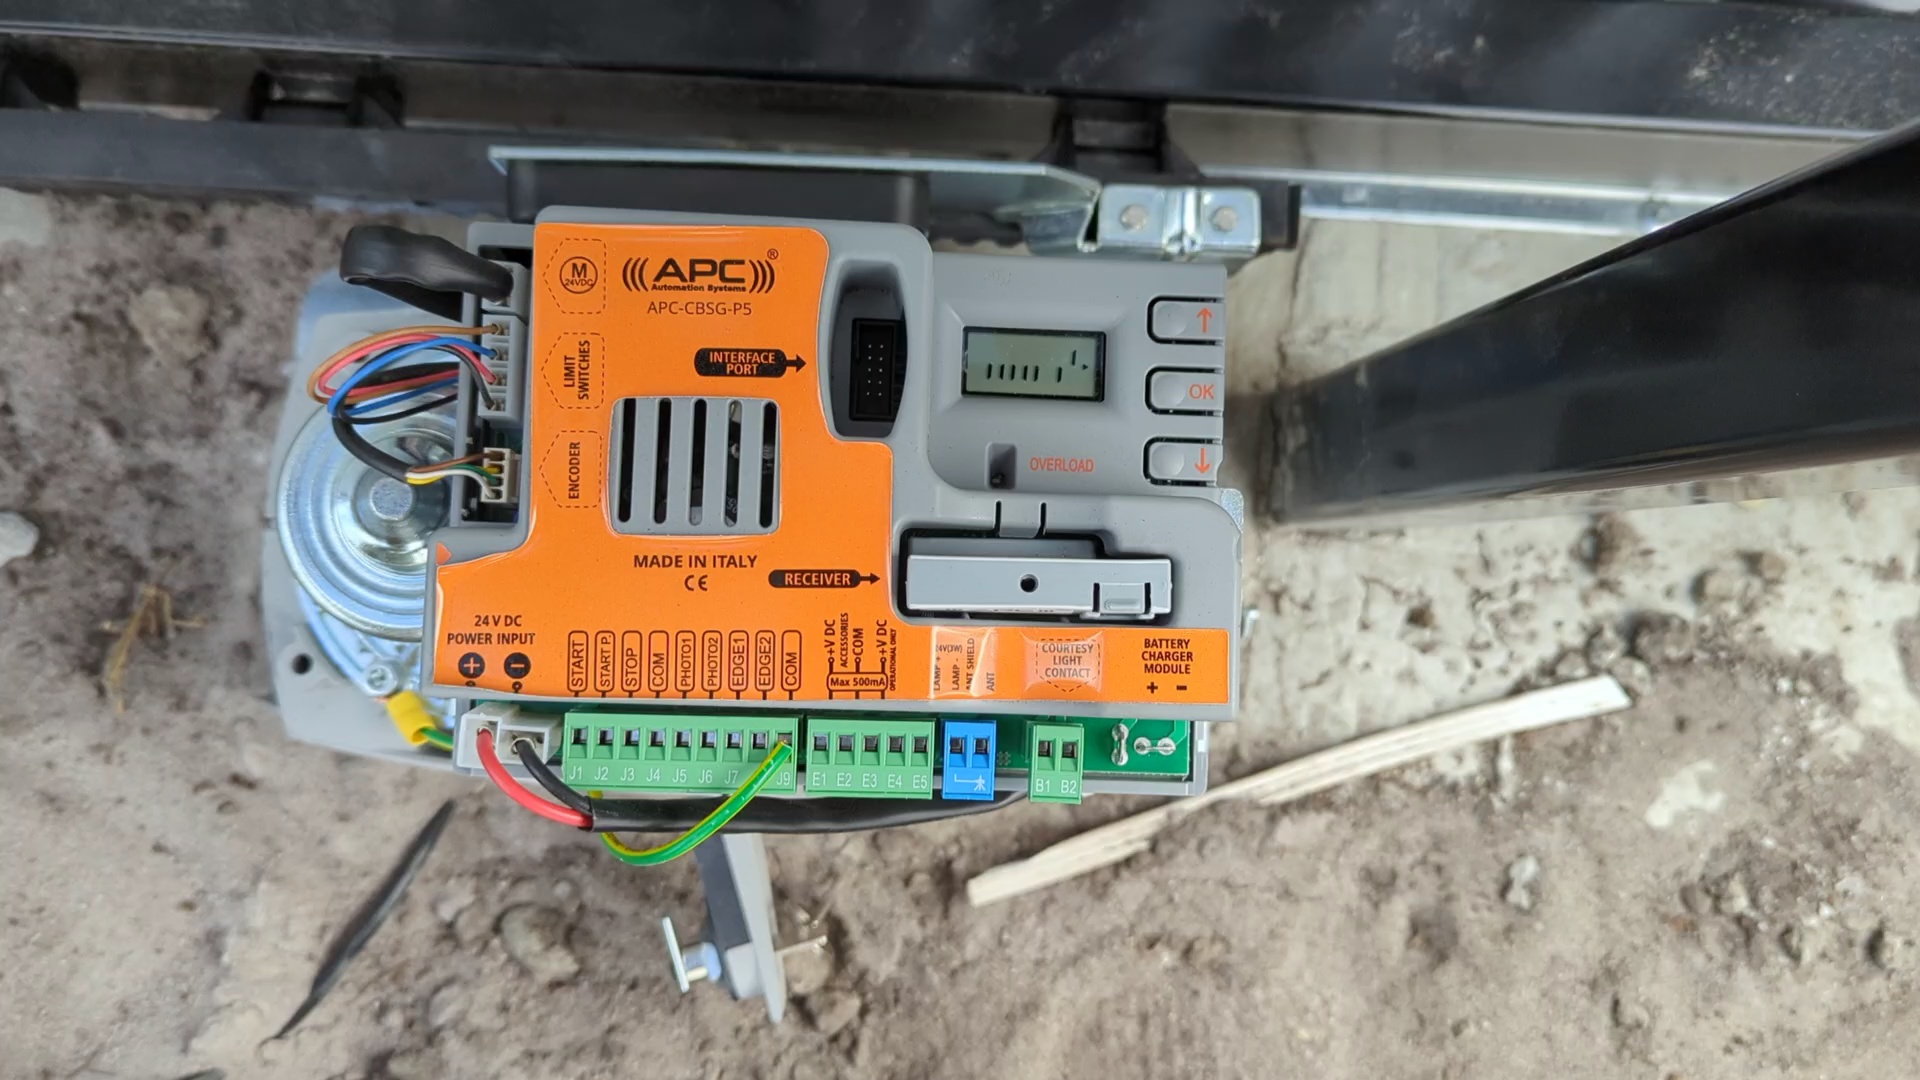 M
24VDC
(((APC)))®
Automation Systems
APC-CBSG-P5
INTERFACE
PORT
LIMIT
SWITCHES
ENCODER
OK
OVERLOAD
MADE IN ITALY
CE
RECEIVER
24 V DC
POWER INPUT
+ -
START
START P.
STOP
COM
PHOTO1
PHOTO2
EDGE1
EDGE2
COM
+V DC
ACCESSORIES
COM
+V DC
OPERATIONAL ONLY
Max 500mA
24V(3W)
LAMP +
LAMP -
ANT SHIELD
ANT
COURTESY
LIGHT
CONTACT
BATTERY
CHARGER
MODULE
+ -
J1 J2 J3 J4 J5 J6 J7 J9
E1 E2 E3 E4 E5
B1 B2